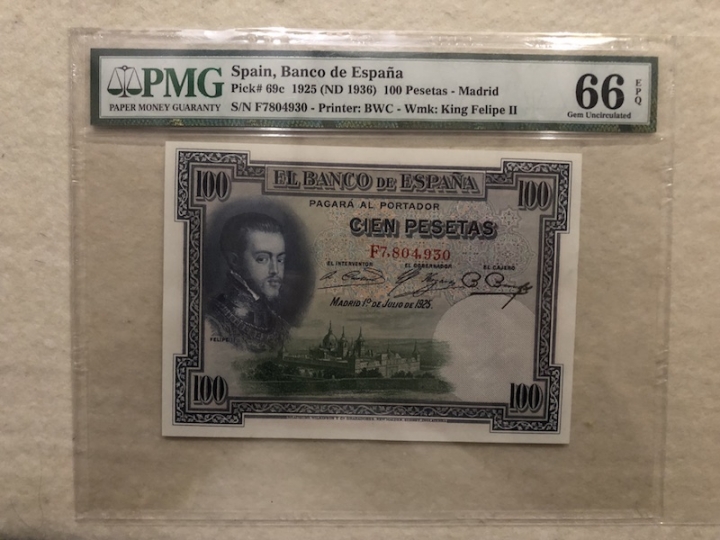 PMG
PAPER MONEY GUARANTY
Spain, Banco de España
Pick# 69c 1925 (ND 1936) 100 Pesetas - Madrid
S/N F7804930 - Printer: BWC - Wmk: King Felipe II
66 EPQ
Gem Uncirculated
100 EL BANCO DE ESPAÑA 100
PAGARÁ AL PORTADOR
CIEN PESETAS
F7,804,930
EL INTERVENTOR EL GOBERNADOR EL CAJERO
MADRID 1º DE JULIO DE 1925.
FELIPE
100 100